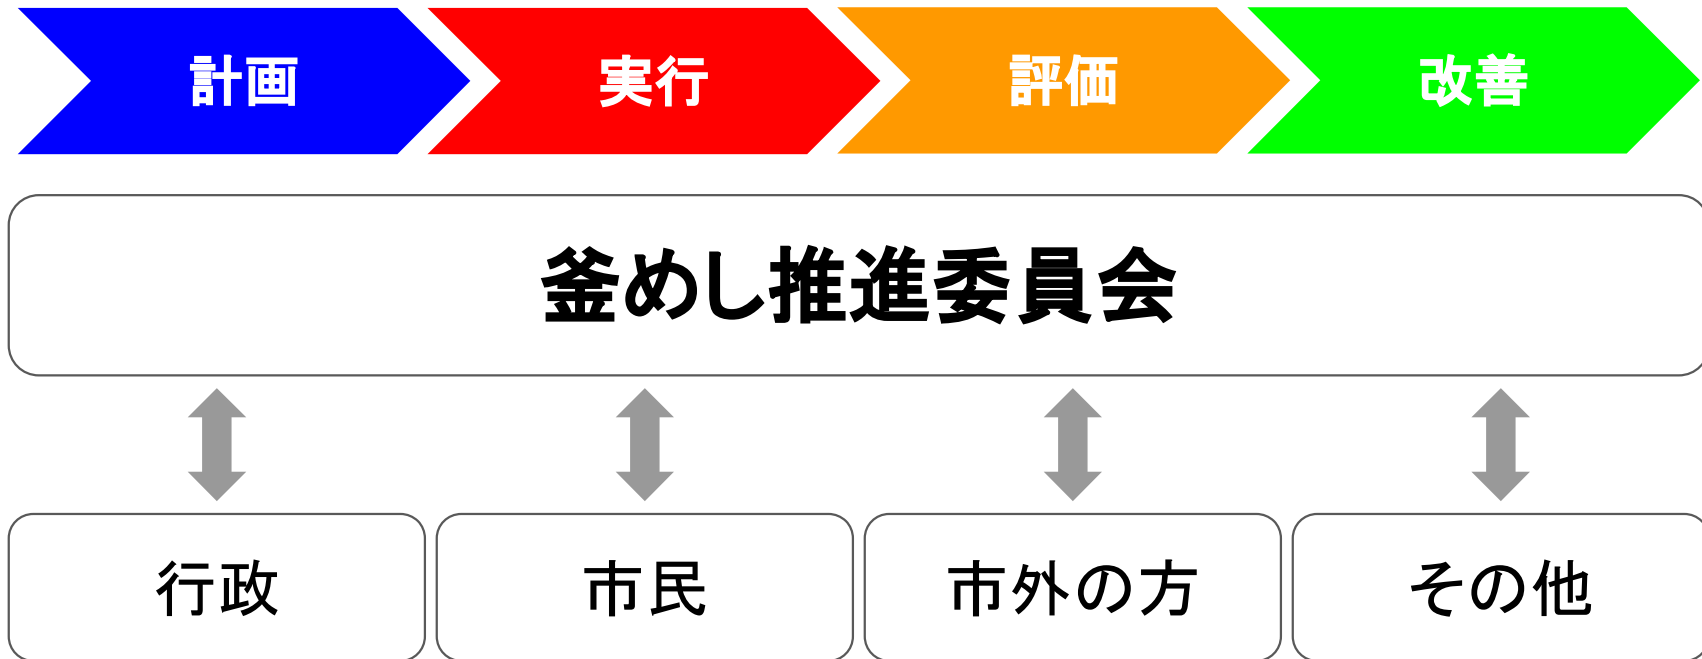 計画
実行
評価
改善
釜めし推進委員会
行政
市民
市外の方
その他